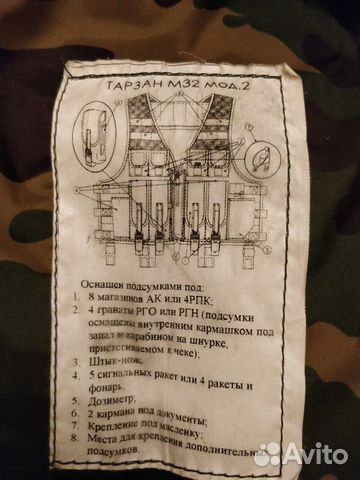 ТАРЗАН М32 МОД.2
Оснашен подсумками под:
1. 8 магазинов АК или 4РПК;
2. 4 гранаты РГО или РГН (подсумки
оснашены внутренним кармашком под
запал и карабином на шнурке,
пристегиваемом к чеке);
3. Штык-нож;
4. 5 сигнальных ракет или 4 ракеты и
фонарь;
5. Дозиметр;
6. 2 кармана под документы;
7. Крепление под масленку;
8. Места для крепления дополнительных
подсумков.
Avito